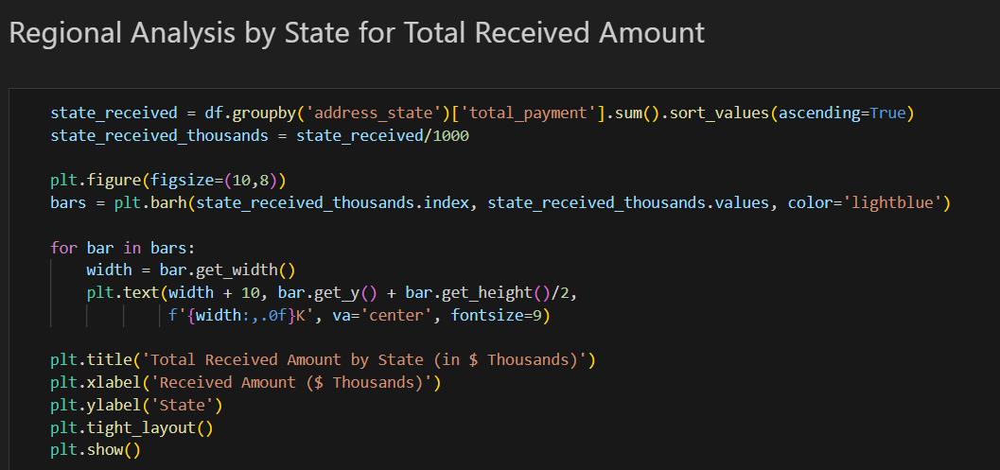 Regional Analysis by State for Total Received Amount
state_received = df.groupby('address_state')['total_payment'].sum().sort_values(ascending=True)
state_received_thousands = state_received/1000
plt.figure(figsize=(10,8))
bars = plt.barh(state_received_thousands.index, state_received_thousands.values, color='lightblue')
for bar in bars:
    width = bar.get_width()
    plt.text(width + 10, bar.get_y() + bar.get_height()/2,
             f'{width:,.0f}K', va='center', fontsize=9)
plt.title('Total Received Amount by State (in $ Thousands)')
plt.xlabel('Received Amount ($ Thousands)')
plt.ylabel('State')
plt.tight_layout()
plt.show()